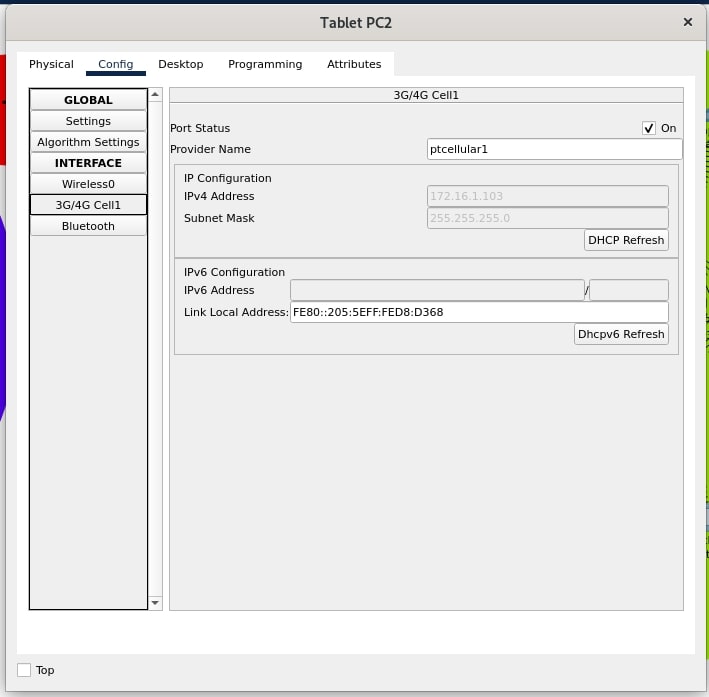 Tablet PC2
Physical Config Desktop Programming Attributes
GLOBAL
Settings
Algorithm Settings
INTERFACE
Wireless0
3G/4G Cell1
Bluetooth
3G/4G Cell1
Port Status On
Provider Name ptcellular1
IP Configuration
IPv4 Address 172.16.1.103
Subnet Mask 255.255.255.0
DHCP Refresh
IPv6 Configuration
IPv6 Address /
Link Local Address: FE80::205:5EFF:FED8:D368
Dhcpv6 Refresh
Top